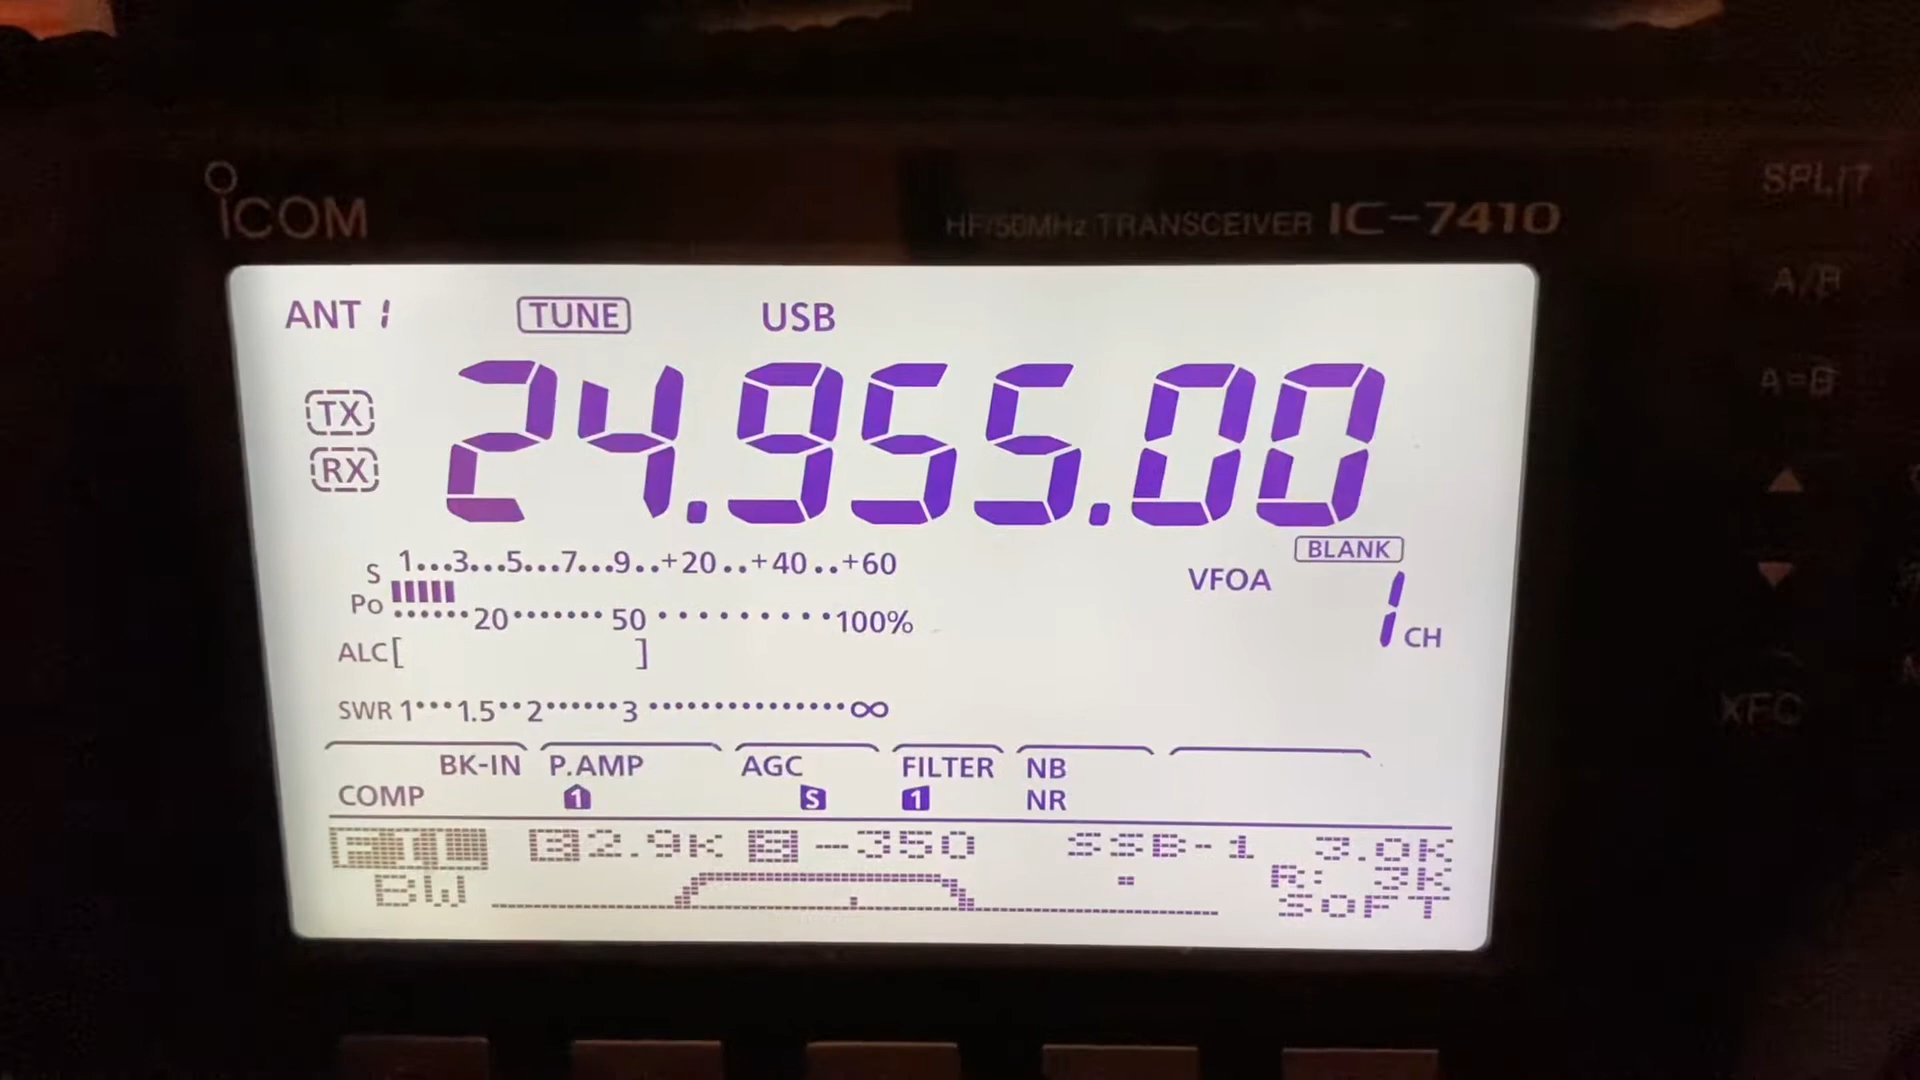 ICOM
HF/50MHz TRANSCEIVER IC-7410
SPLIT
A/B
A=B
XFC
ANT 1 TUNE USB
TX
RX
24.955.00
BLANK
VFOA 1 CH
S 1...3...5...7...9..+20..+40..+60
Po ......20.......50.........100%
ALC[ ]
SWR 1...1.5..2......3...............∞
BK-IN P.AMP AGC FILTER NB
COMP 1 S 1 NR
FIL B 2.9K S -350 SSB-1 3.0K
BW R: 3K
SOFT